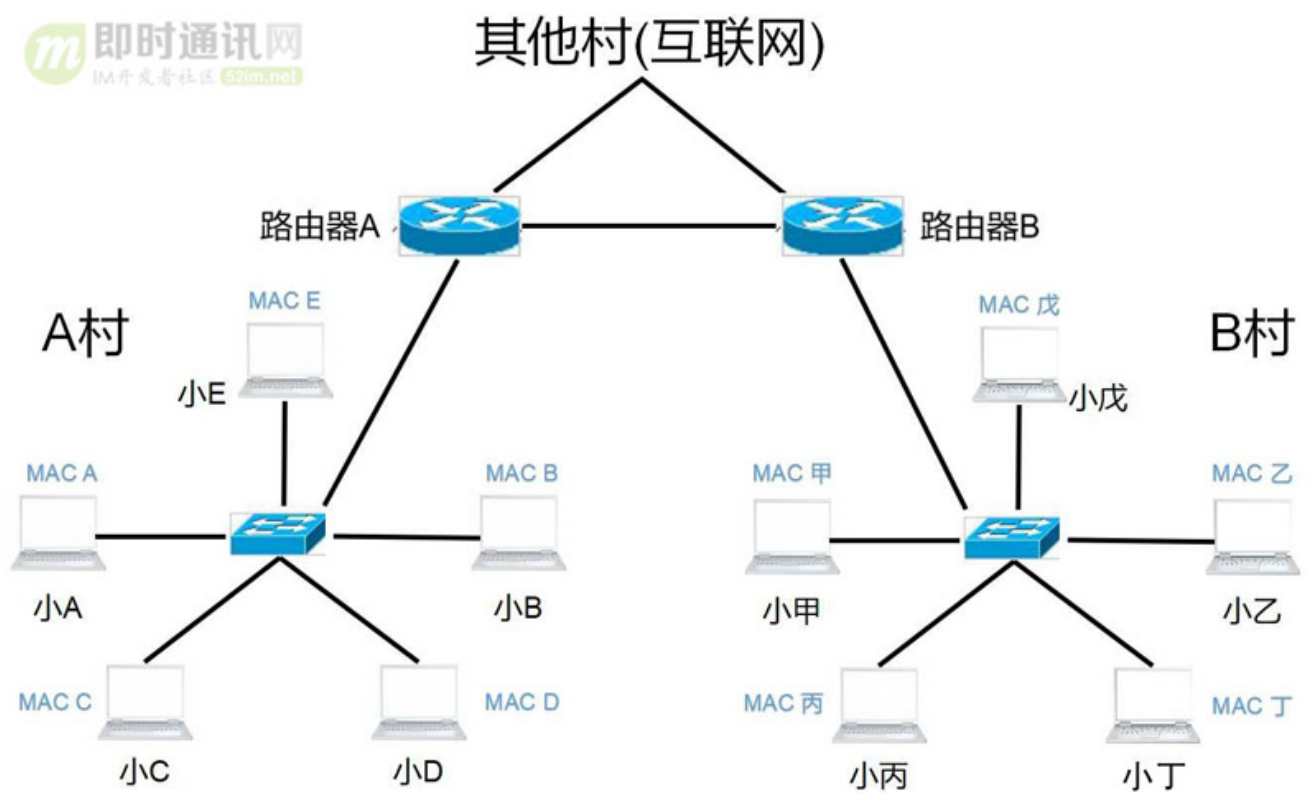 即时通讯网
IM开发者社区 52im.net
其他村(互联网)
路由器A
路由器B
A村
B村
MAC E
小E
MAC 戊
小戊
MAC A
小A
MAC B
小B
MAC 甲
小甲
MAC 乙
小乙
MAC C
小C
MAC D
小D
MAC 丙
小丙
MAC 丁
小丁